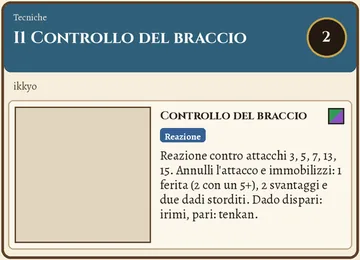 Tecniche
Il Controllo del braccio
2
ikkyo
Controllo del braccio
Reazione
Reazione contro attacchi 3, 5, 7, 13,
15. Annulli l'attacco e immobilizzi: 1
ferita (2 con un 5+), 2 svantaggi e
due dadi storditi. Dado dispari:
irimi, pari: tenkan.